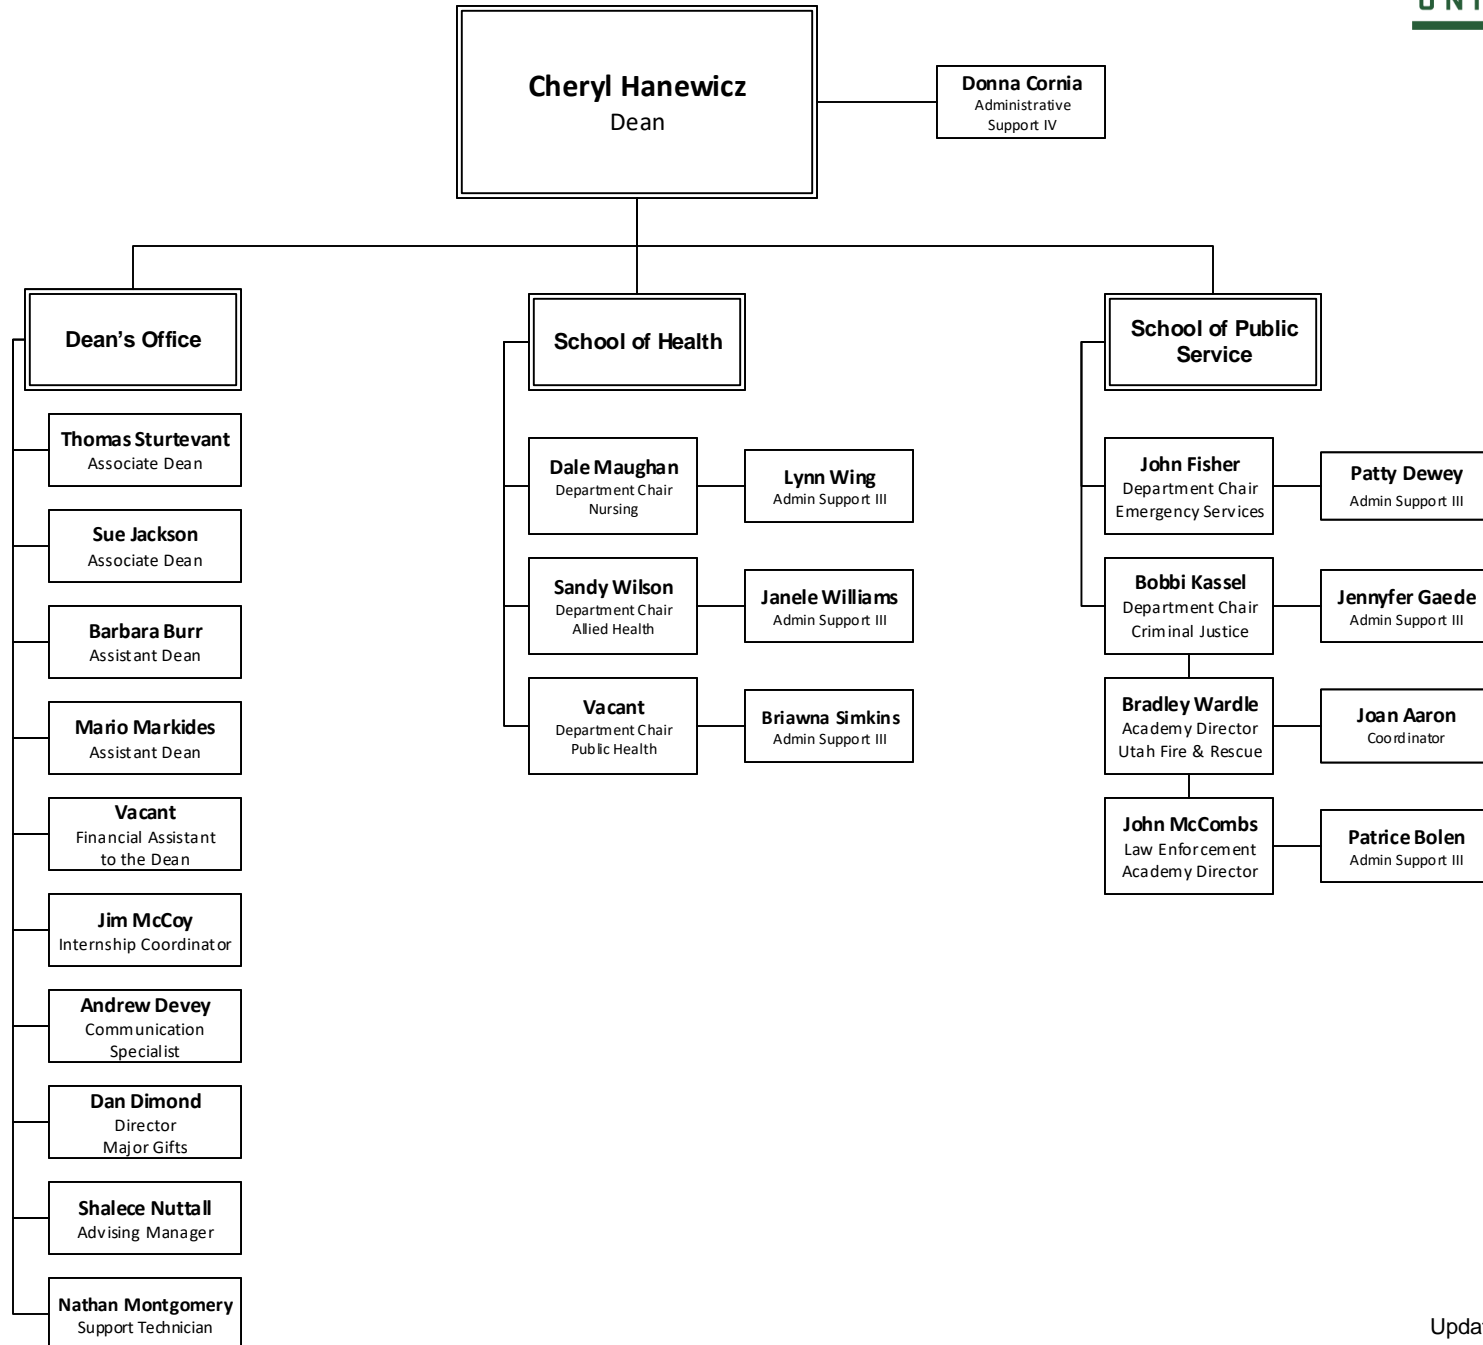 UNI
Cheryl Hanewicz
Dean
Donna Cornia
Administrative
Support IV
Dean's Office
Thomas Sturtevant
Associate Dean
Sue Jackson
Associate Dean
Barbara Burr
Assistant Dean
Mario Markides
Assistant Dean
Vacant
Financial Assistant
to the Dean
Jim McCoy
Internship Coordinator
Andrew Devey
Communication
Specialist
Dan Dimond
Director
Major Gifts
Shalece Nuttall
Advising Manager
Nathan Montgomery
Support Technician
School of Health
Dale Maughan
Department Chair
Nursing
Lynn Wing
Admin Support III
Sandy Wilson
Department Chair
Allied Health
Janele Williams
Admin Support III
Vacant
Department Chair
Public Health
Briawna Simkins
Admin Support III
School of Public
Service
John Fisher
Department Chair
Emergency Services
Patty Dewey
Admin Support III
Bobbi Kassel
Department Chair
Criminal Justice
Jennyfer Gaede
Admin Support III
Bradley Wardle
Academy Director
Utah Fire & Rescue
Joan Aaron
Coordinator
John McCombs
Law Enforcement
Academy Director
Patrice Bolen
Admin Support III
Upda